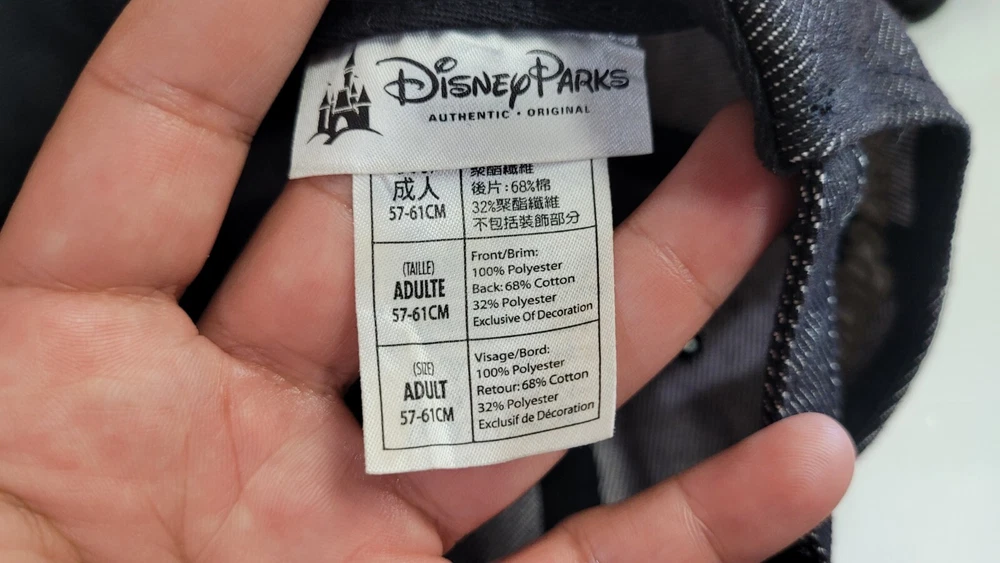 DISNEY PARKS
AUTHENTIC • ORIGINAL
成人
57-61CM
聚酯纖維
後片:68%棉
32%聚酯纖維
不包括裝飾部分
(TAILLE)
ADULTE
57-61CM
Front/Brim:
100% Polyester
Back: 68% Cotton
32% Polyester
Exclusive Of Decoration
(SIZE)
ADULT
57-61CM
Visage/Bord:
100% Polyester
Retour: 68% Cotton
32% Polyester
Exclusif de Décoration